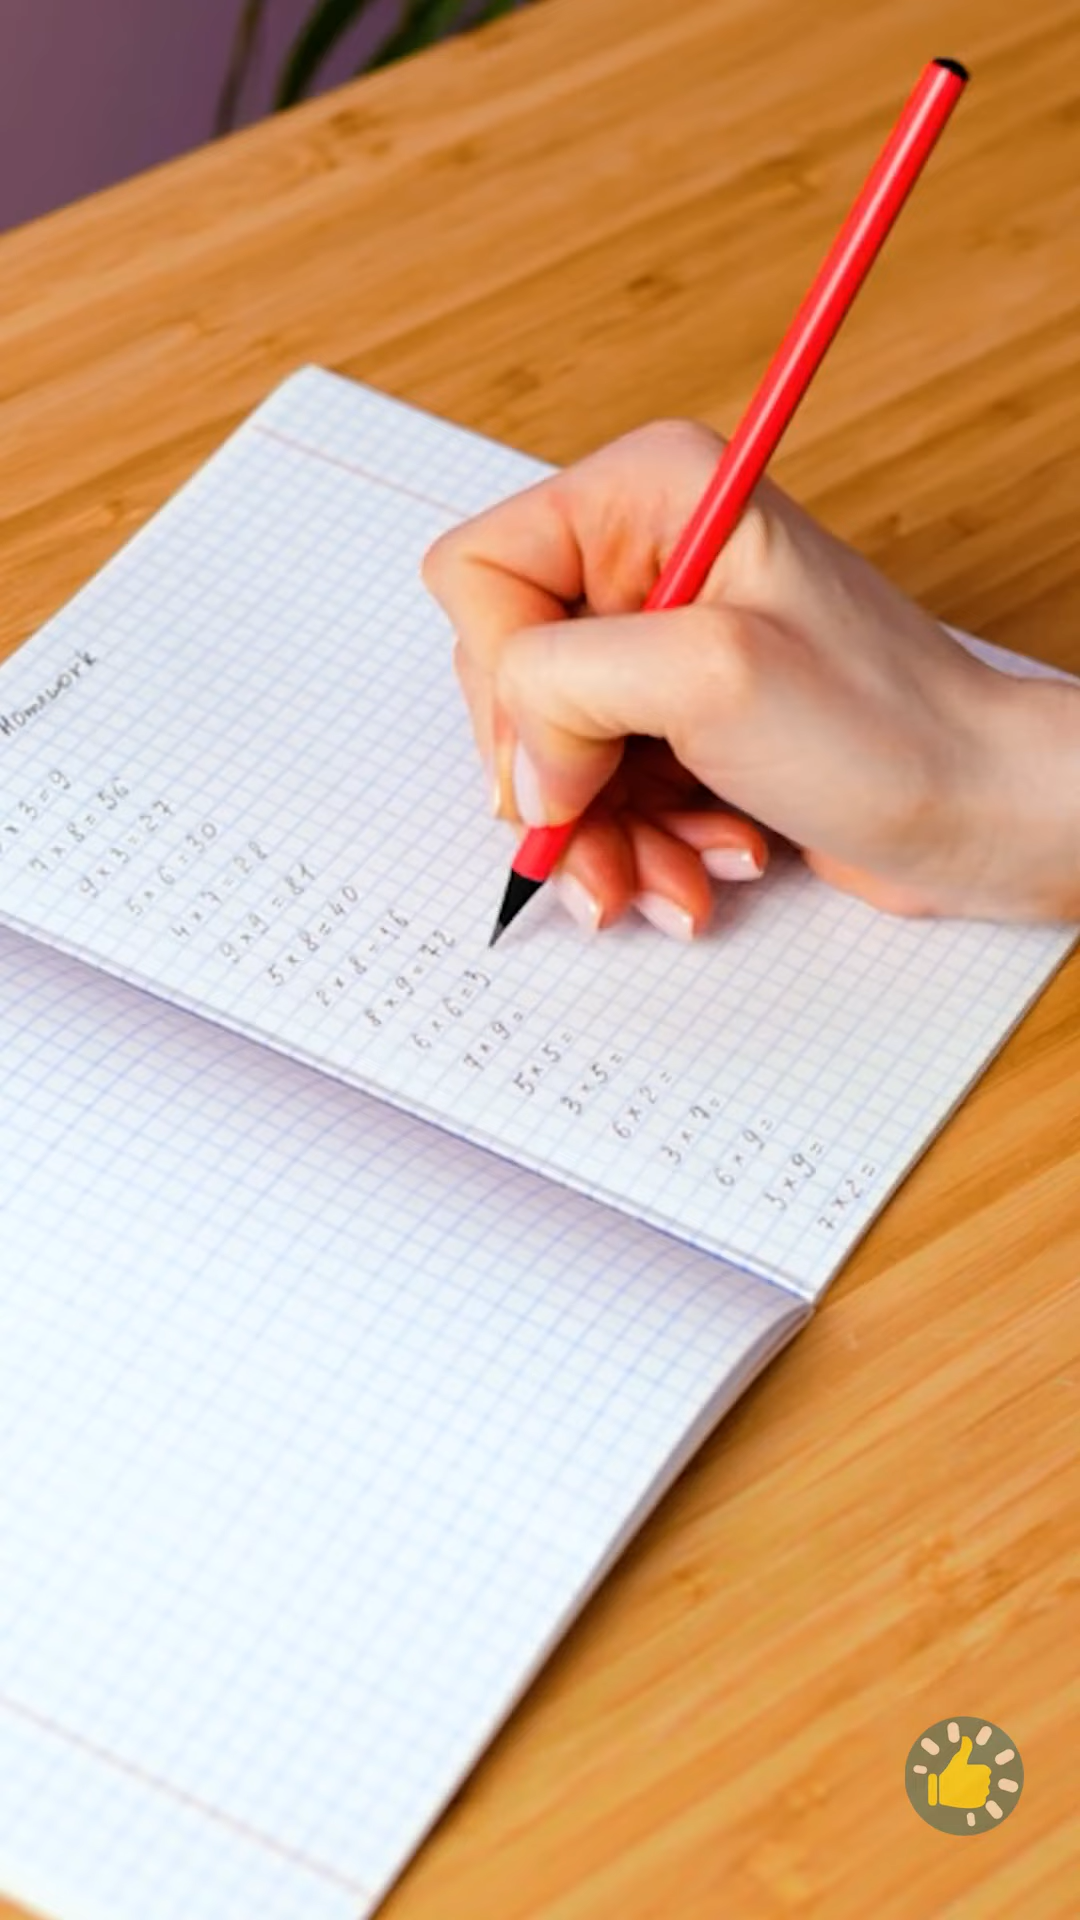 Homework
x 3 = 9
7 x 8 = 56
9 x 3 = 27
5 x 6 = 30
4 x 7 = 28
9 x 9 = 81
5 x 8 = 40
2 x 8 = 16
8 x 9 = 72
6 x 6 = 3
7 x 9 =
5 x 5 =
3 x 5 =
6 x 2 =
3 x 7 =
6 x 9 =
3 x 9 =
7 x 2 =